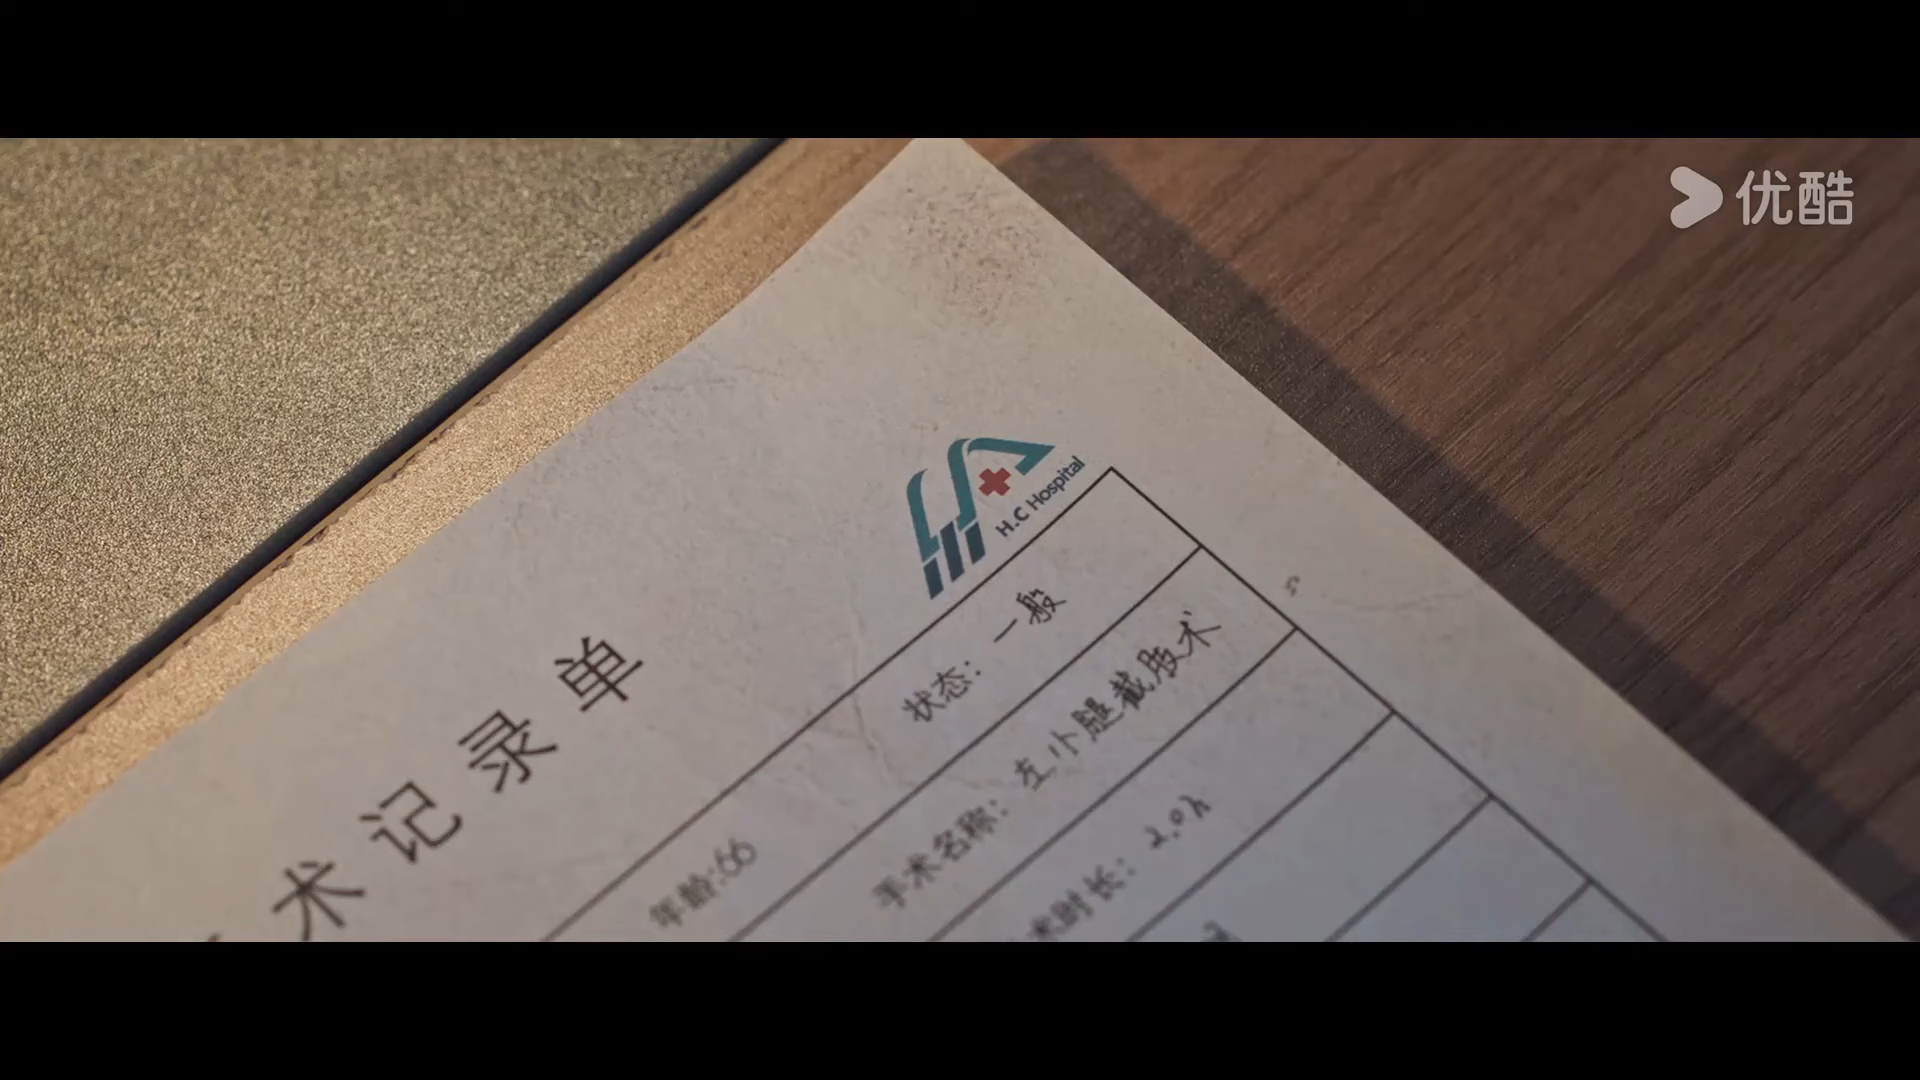 优酷
H.C Hospital
术记录单
年龄:66
状态：一般
手术名称：左小腿截肢术
术时长：2.0h